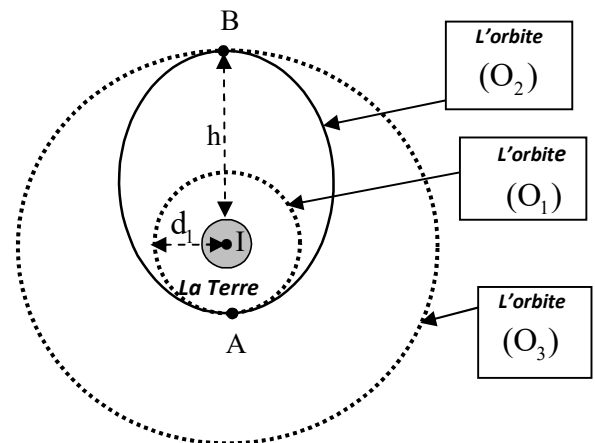 B
L'orbite
(O₂)
h
L'orbite
(O₁)
d₁
I
La Terre
L'orbite
(O₃)
A